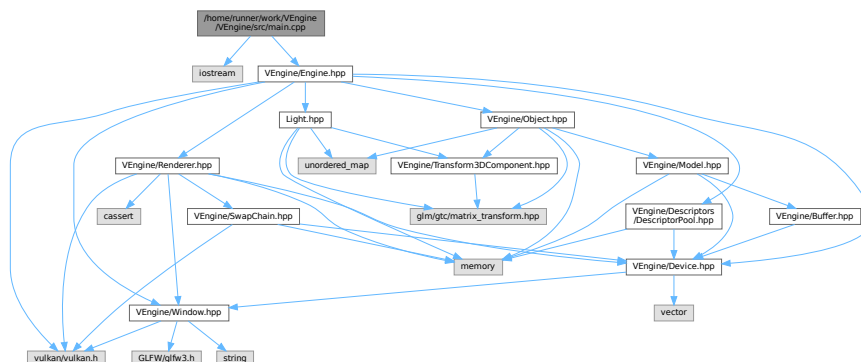 /home/runner/work/VEngine
/VEngine/src/main.cpp
iostream
VEngine/Engine.hpp
Light.hpp
VEngine/Object.hpp
VEngine/Renderer.hpp
unordered_map
VEngine/Transform3DComponent.hpp
VEngine/Model.hpp
cassert
VEngine/SwapChain.hpp
glm/gtc/matrix_transform.hpp
VEngine/Descriptors
/DescriptorPool.hpp
VEngine/Buffer.hpp
memory
VEngine/Device.hpp
VEngine/Window.hpp
vector
vulkan/vulkan.h
GLFW/glfw3.h
string